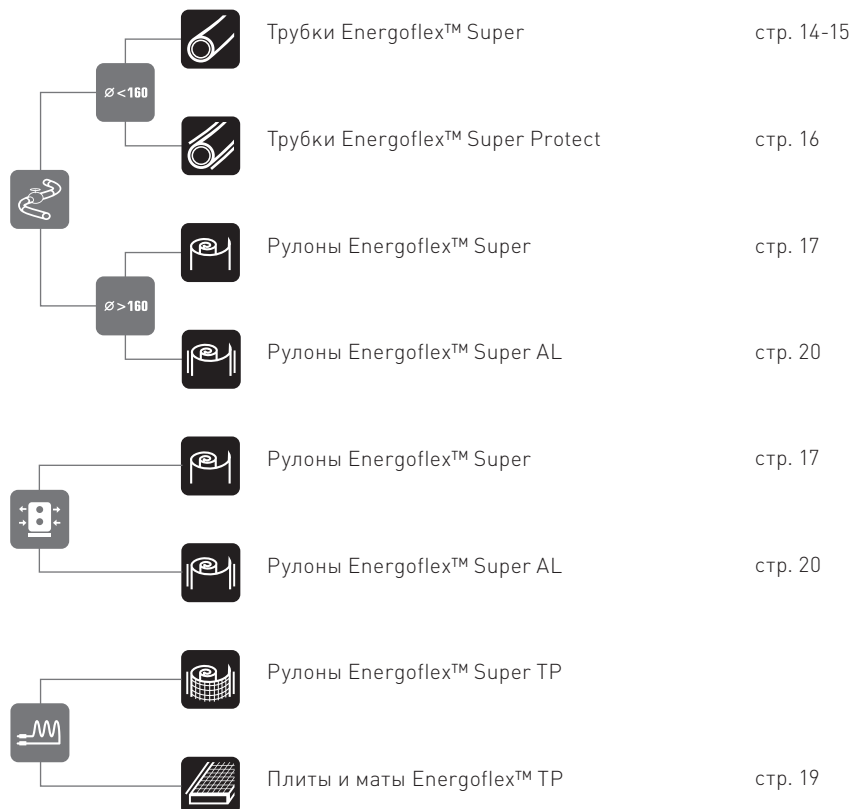 Трубки Energoflex™ Super стр. 14-15
ø<160
Трубки Energoflex™ Super Protect стр. 16
Рулоны Energoflex™ Super стр. 17
ø>160
Рулоны Energoflex™ Super AL стр. 20
Рулоны Energoflex™ Super стр. 17
Рулоны Energoflex™ Super AL стр. 20
Рулоны Energoflex™ Super ТР
Плиты и маты Energoflex™ ТР стр. 19